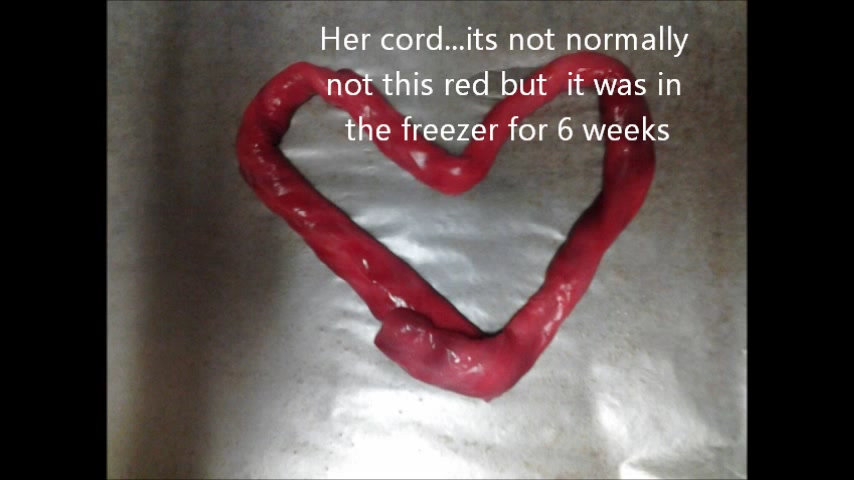 Her cord...its not normally
not this red but  it was in
the freezer for 6 weeks